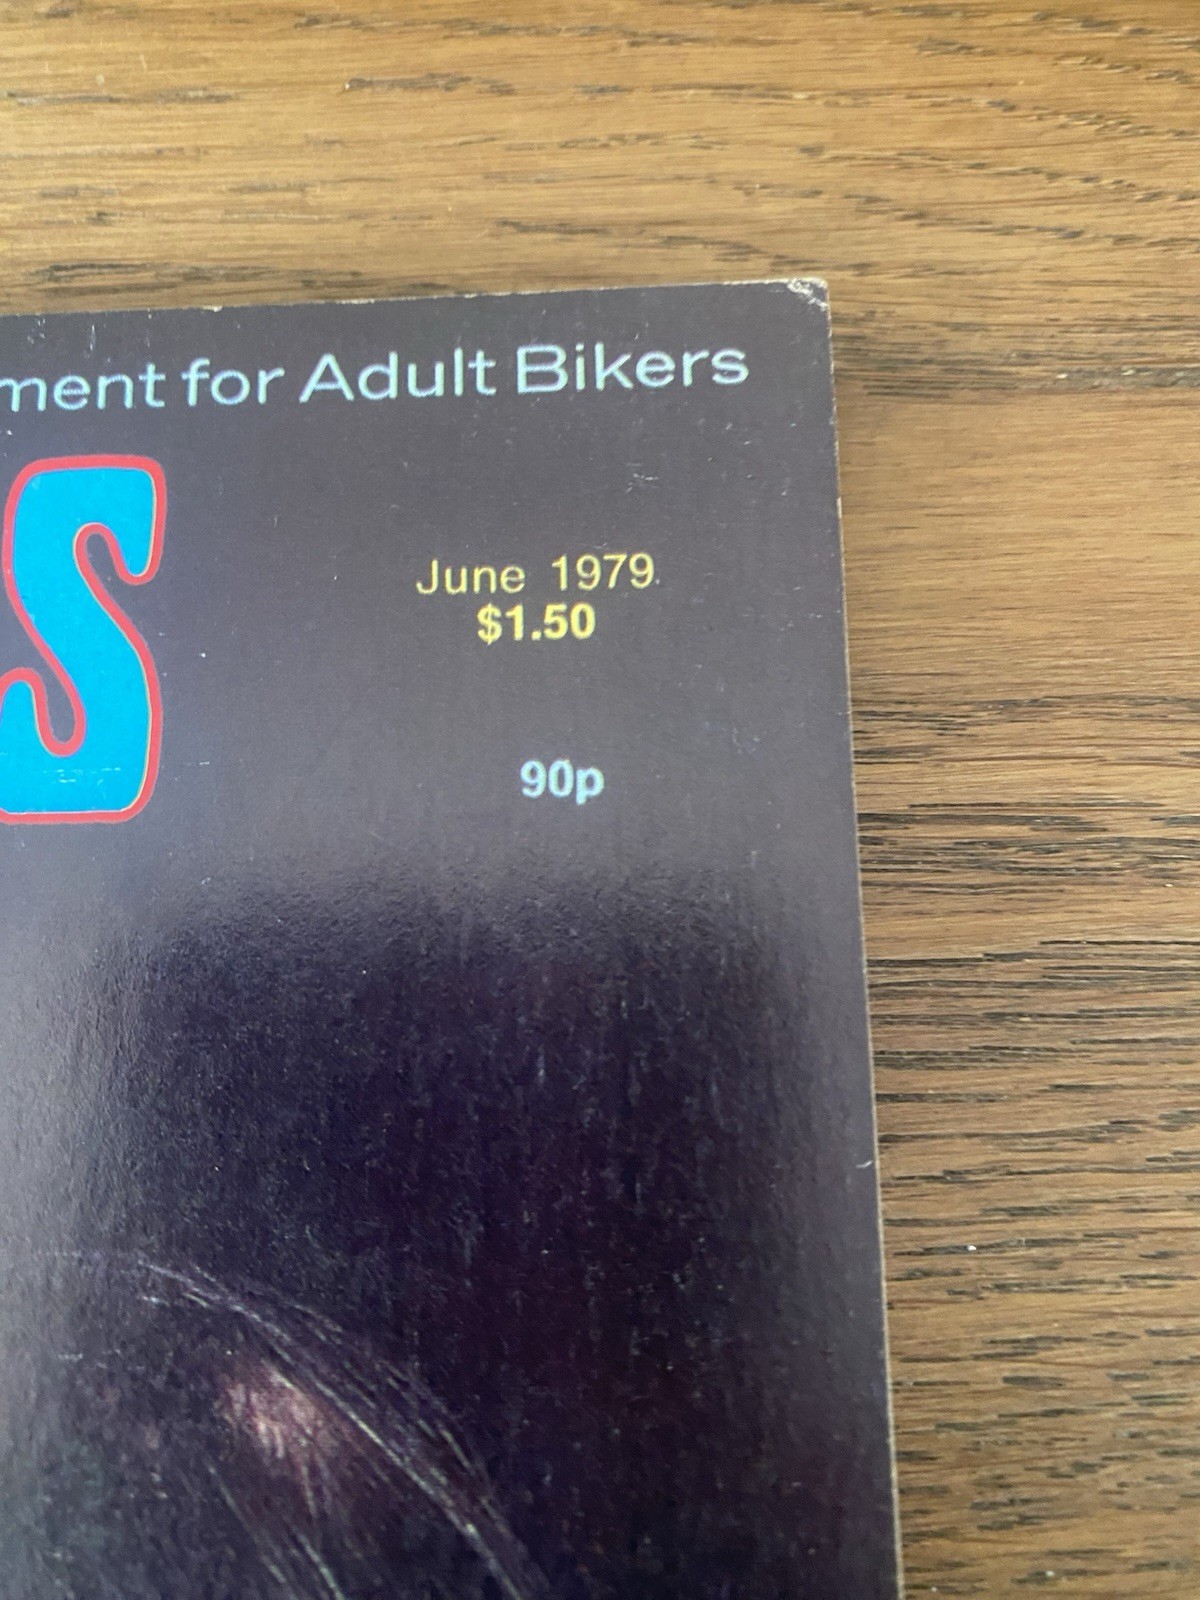 ment for Adult Bikers
S
June 1979
$1.50
90p